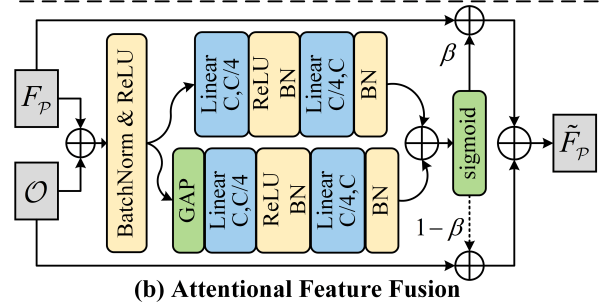 β
F_P
O
BatchNorm & ReLU
Linear
C,C/4
ReLU
BN
Linear
C/4,C
BN
GAP
Linear
C,C/4
ReLU
BN
Linear
C/4,C
BN
sigmoid
F̃_P
1−β
(b) Attentional Feature Fusion